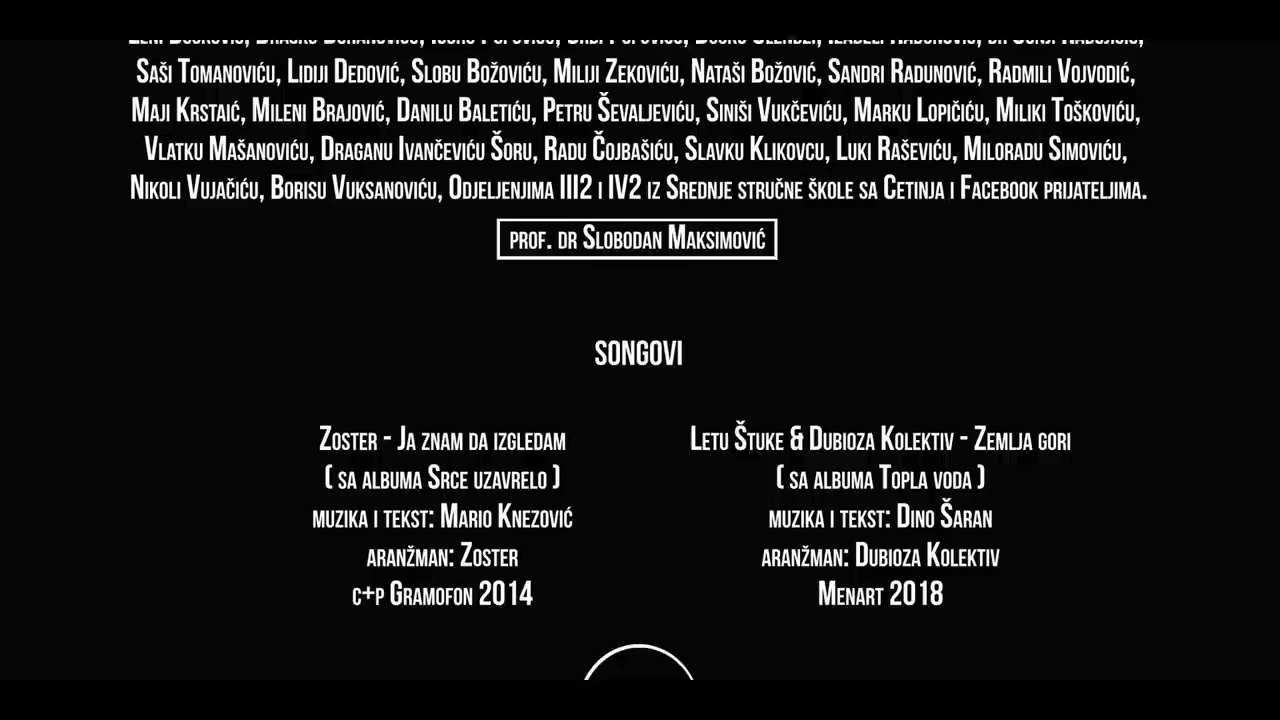 Saši Tomanoviću, Lidiji Dedović, Slobu Božoviću, Miliji Zekoviću, Nataši Božović, Sandri Radunović, Radmili Vojvodić,
Maji Krstaić, Mileni Brajović, Danilu Baletiću, Petru Ševaljeviću, Siniši Vukčeviću, Marku Lopičiću, Miliki Toškoviću,
Vlatku Mašanoviću, Draganu Ivančeviću Šoru, Radu Čojbašiću, Slavku Klikovcu, Luki Raševiću, Miloradu Simoviću,
Nikoli Vujačiću, Borisu Vuksanoviću, Odjeljenjima III2 i IV2 iz Srednje stručne škole sa Cetinja i Facebook prijateljima.
prof. dr Slobodan Maksimović
SONGOVI
Zoster - Ja znam da izgledam
( sa albuma Srce uzavrelo )
muzika i tekst: Mario Knezović
aranžman: Zoster
c+p Gramofon 2014
Letu Štuke & Dubioza Kolektiv - Zemlja gori
( sa albuma Topla voda )
muzika i tekst: Dino Šaran
aranžman: Dubioza Kolektiv
Menart 2018